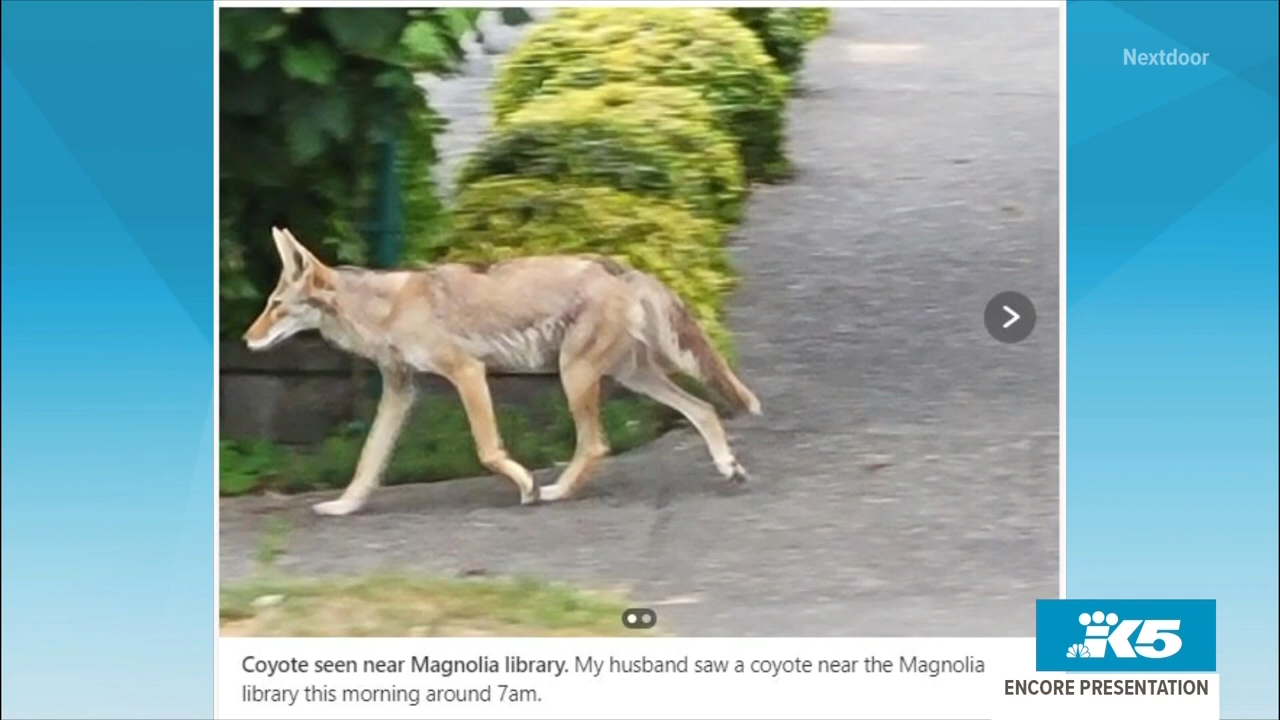 Nextdoor
Coyote seen near Magnolia library. My husband saw a coyote near the Magnolia
library this morning around 7am.
K5
ENCORE PRESENTATION